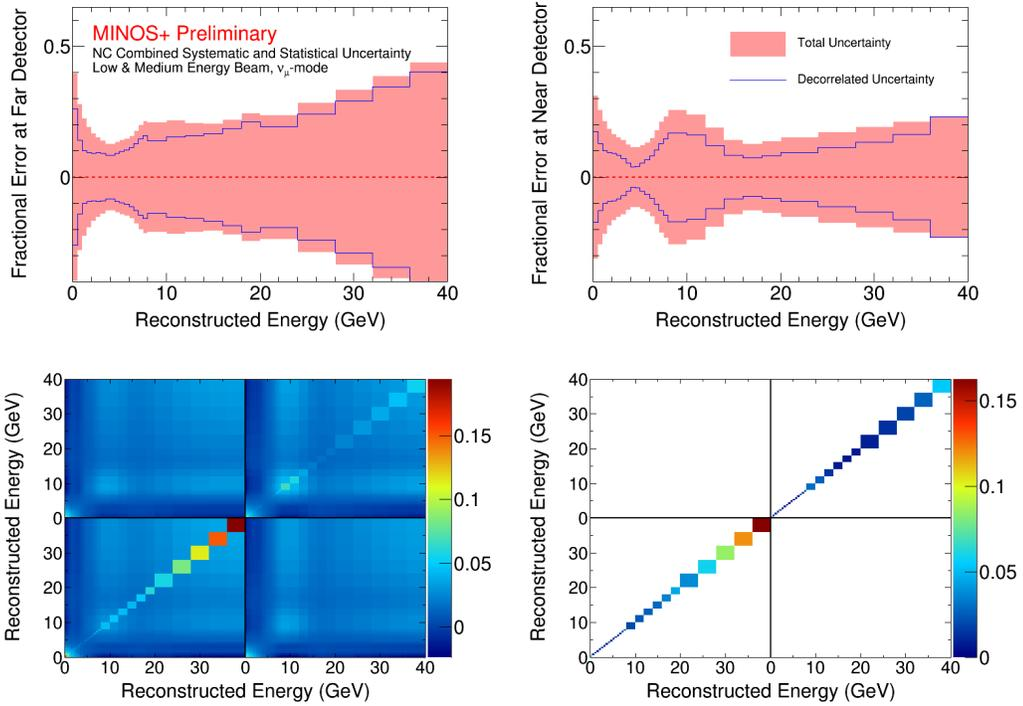 Fractional Error at Far Detector
MINOS+ Preliminary
NC Combined Systematic and Statistical Uncertainty
Low & Medium Energy Beam, νμ-mode
0.5
0
0 10 20 30 40
Reconstructed Energy (GeV)
Fractional Error at Near Detector
Total Uncertainty
Decorrelated Uncertainty
0.5
0
0 10 20 30 40
Reconstructed Energy (GeV)
Reconstructed Energy (GeV)
40
30
20
10
0
30
20
10
0
0 10 20 30 0 10 20 30 40
0.15
0.1
0.05
0
Reconstructed Energy (GeV)
Reconstructed Energy (GeV)
40
30
20
10
0
30
20
10
0
0 10 20 30 0 10 20 30 40
0.15
0.1
0.05
0
Reconstructed Energy (GeV)